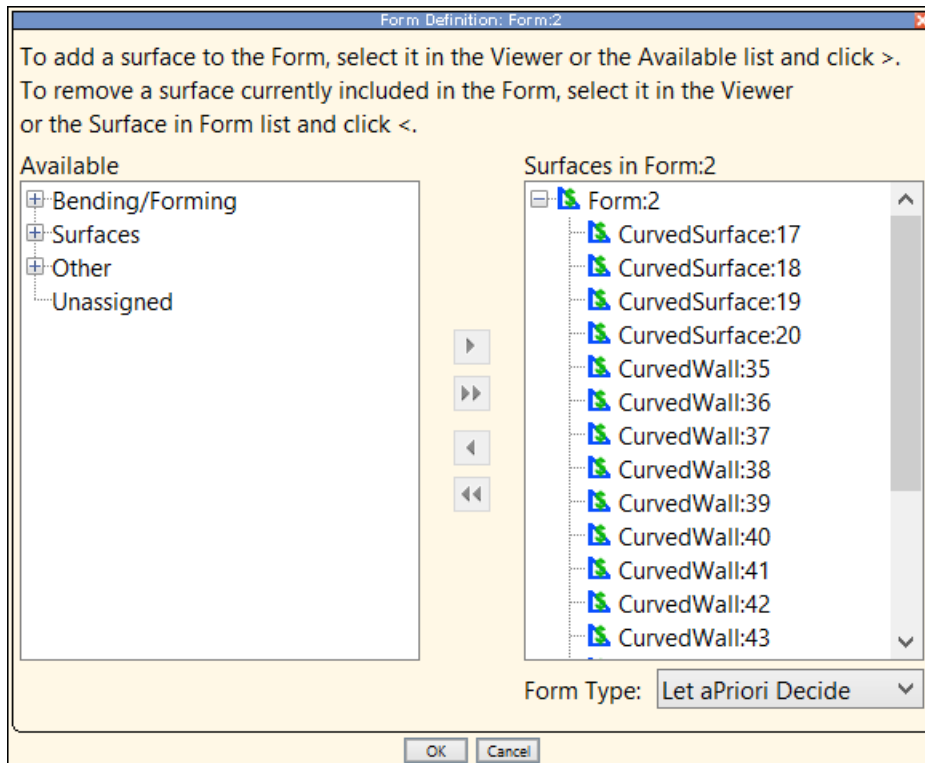 Form Definition: Form:2
To add a surface to the Form, select it in the Viewer or the Available list and click >.
To remove a surface currently included in the Form, select it in the Viewer
or the Surface in Form list and click <.
Available
Bending/Forming
Surfaces
Other
Unassigned
Surfaces in Form:2
Form:2
CurvedSurface:17
CurvedSurface:18
CurvedSurface:19
CurvedSurface:20
CurvedWall:35
CurvedWall:36
CurvedWall:37
CurvedWall:38
CurvedWall:39
CurvedWall:40
CurvedWall:41
CurvedWall:42
CurvedWall:43
Form Type: Let aPriori Decide
OK Cancel